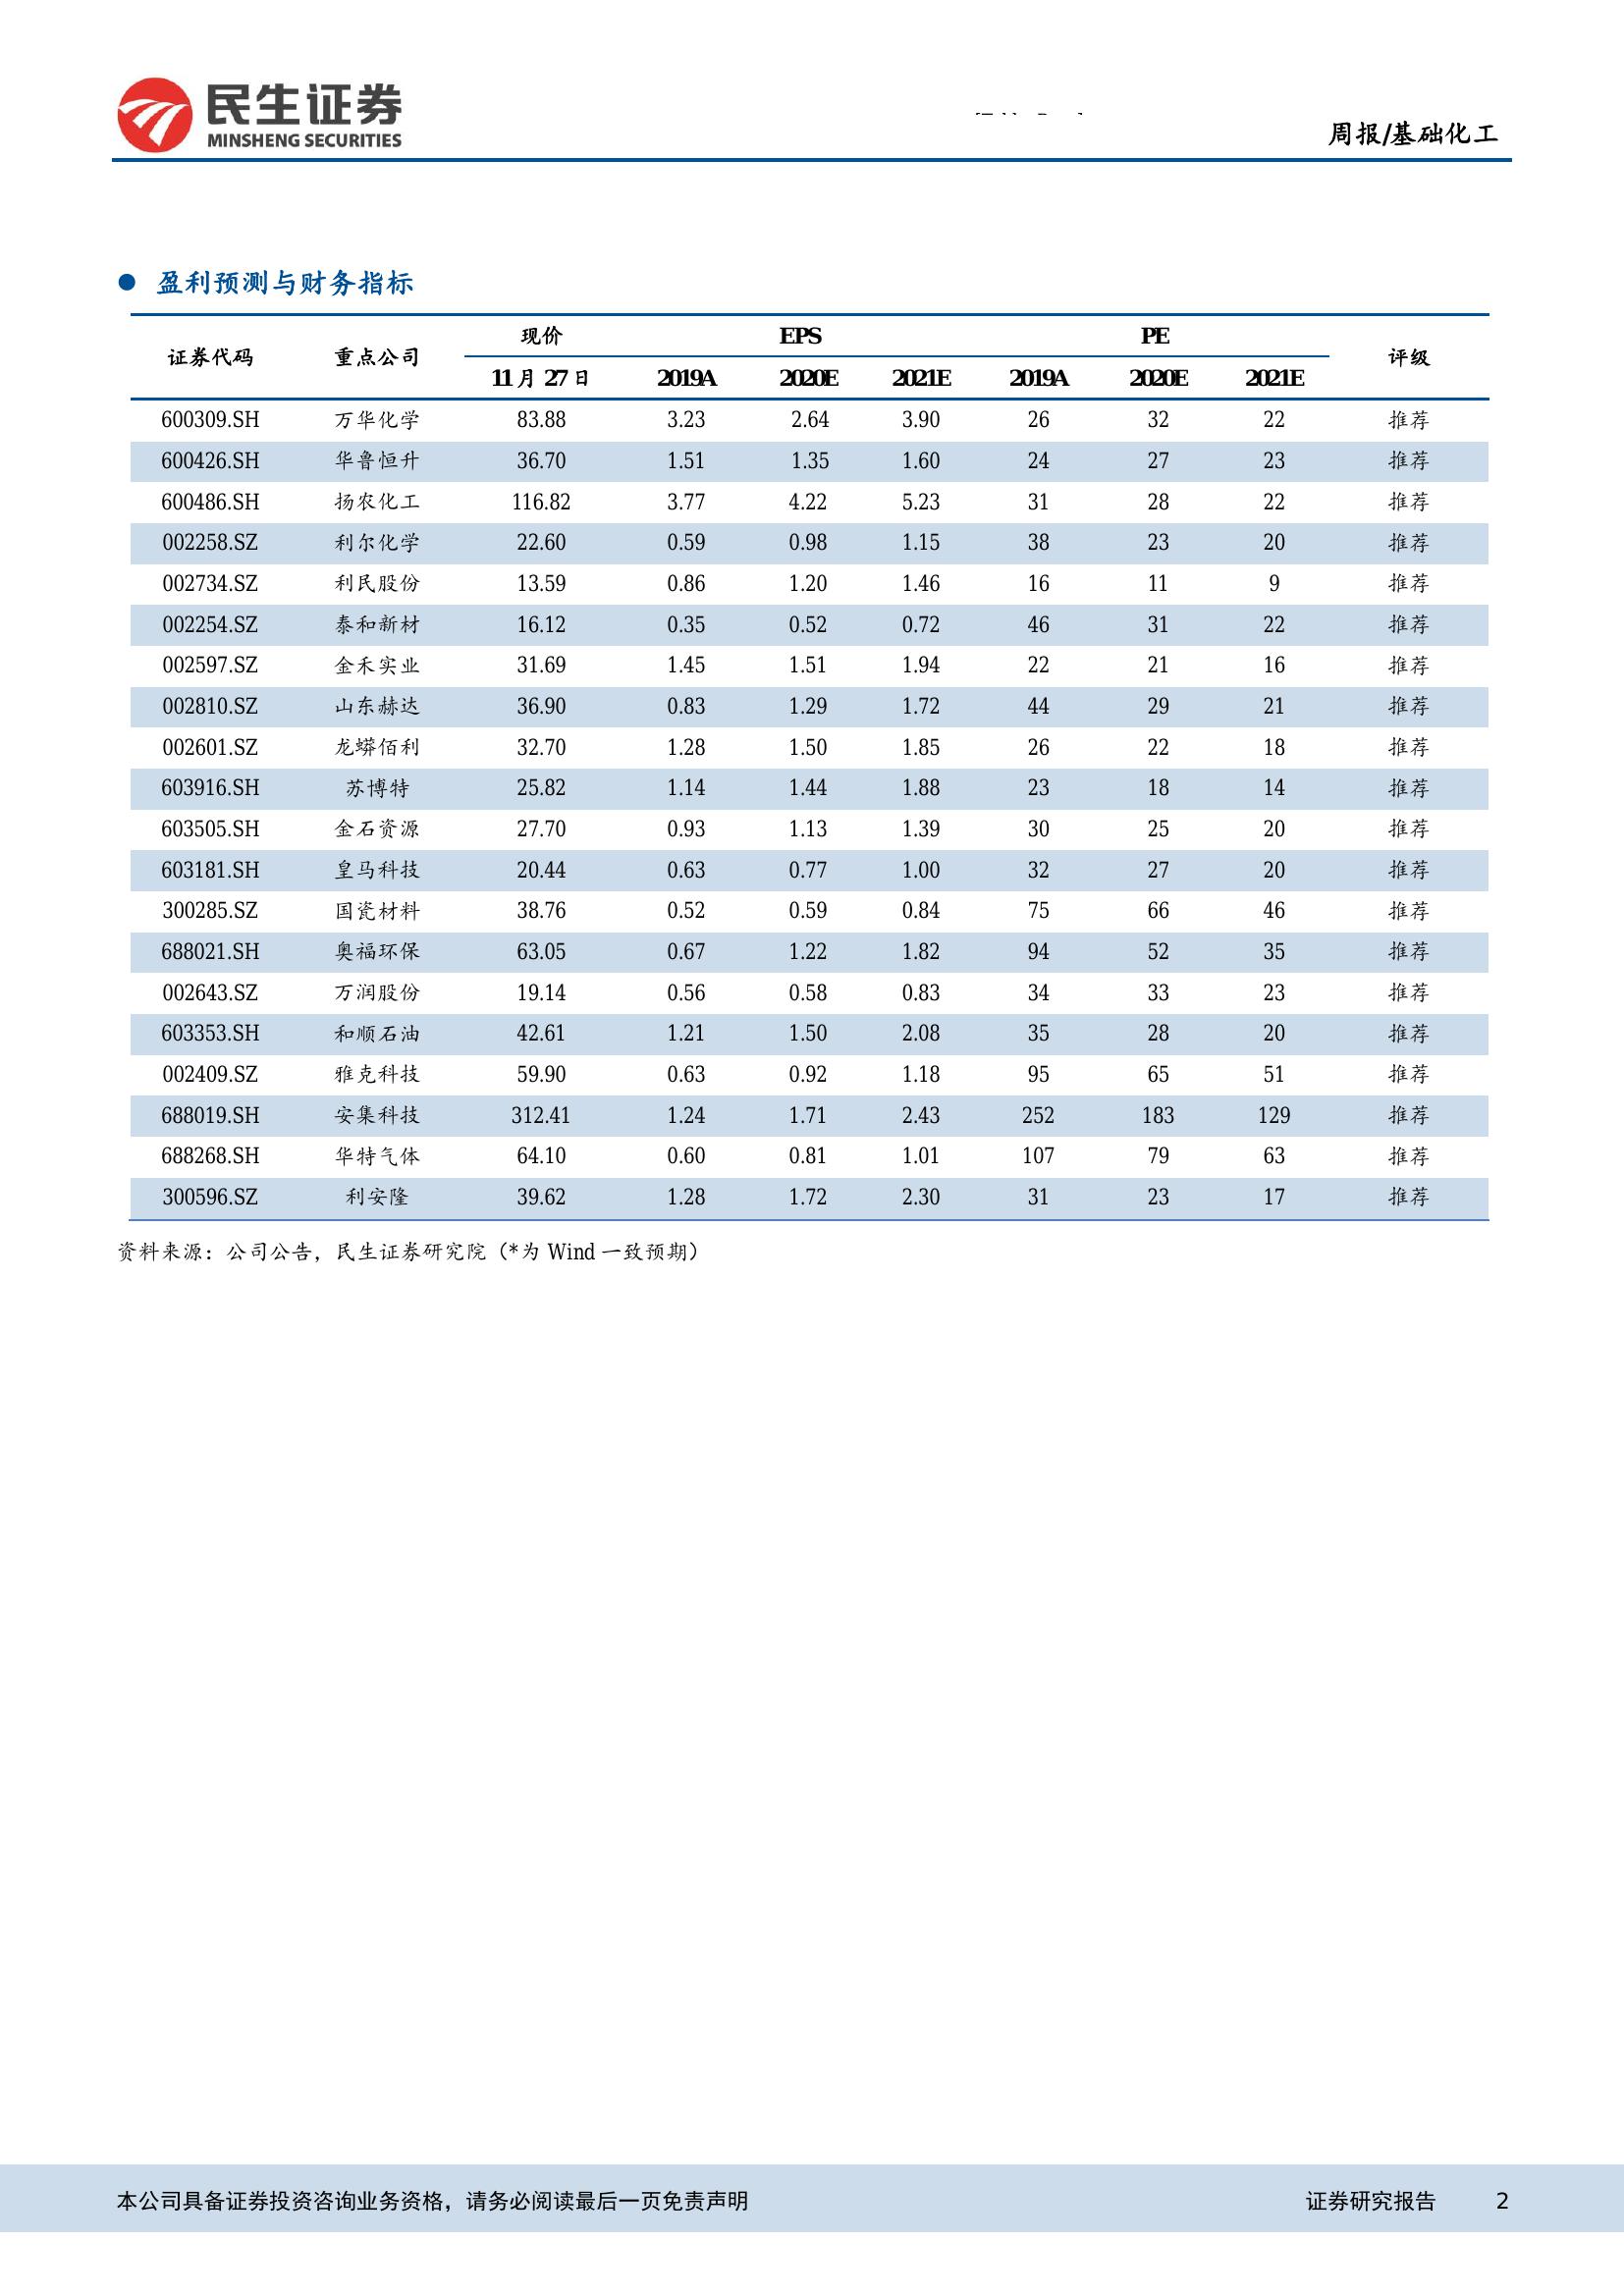 民生证券
MINSHENG SECURITIES
周报/基础化工
● 盈利预测与财务指标
证券代码 重点公司 现价 EPS PE 评级
11月27日 2019A 2020E 2021E 2019A 2020E 2021E
600309.SH 万华化学 83.88 3.23 2.64 3.90 26 32 22 推荐
600426.SH 华鲁恒升 36.70 1.51 1.35 1.60 24 27 23 推荐
600486.SH 扬农化工 116.82 3.77 4.22 5.23 31 28 22 推荐
002258.SZ 利尔化学 22.60 0.59 0.98 1.15 38 23 20 推荐
002734.SZ 利民股份 13.59 0.86 1.20 1.46 16 11 9 推荐
002254.SZ 泰和新材 16.12 0.35 0.52 0.72 46 31 22 推荐
002597.SZ 金禾实业 31.69 1.45 1.51 1.94 22 21 16 推荐
002810.SZ 山东赫达 36.90 0.83 1.29 1.72 44 29 21 推荐
002601.SZ 龙蟒佰利 32.70 1.28 1.50 1.85 26 22 18 推荐
603916.SH 苏博特 25.82 1.14 1.44 1.88 23 18 14 推荐
603505.SH 金石资源 27.70 0.93 1.13 1.39 30 25 20 推荐
603181.SH 皇马科技 20.44 0.63 0.77 1.00 32 27 20 推荐
300285.SZ 国瓷材料 38.76 0.52 0.59 0.84 75 66 46 推荐
688021.SH 奥福环保 63.05 0.67 1.22 1.82 94 52 35 推荐
002643.SZ 万润股份 19.14 0.56 0.58 0.83 34 33 23 推荐
603353.SH 和顺石油 42.61 1.21 1.50 2.08 35 28 20 推荐
002409.SZ 雅克科技 59.90 0.63 0.92 1.18 95 65 51 推荐
688019.SH 安集科技 312.41 1.24 1.71 2.43 252 183 129 推荐
688268.SH 华特气体 64.10 0.60 0.81 1.01 107 79 63 推荐
300596.SZ 利安隆 39.62 1.28 1.72 2.30 31 23 17 推荐
资料来源：公司公告，民生证券研究院（*为 Wind 一致预期）
本公司具备证券投资咨询业务资格，请务必阅读最后一页免责声明 证券研究报告 2